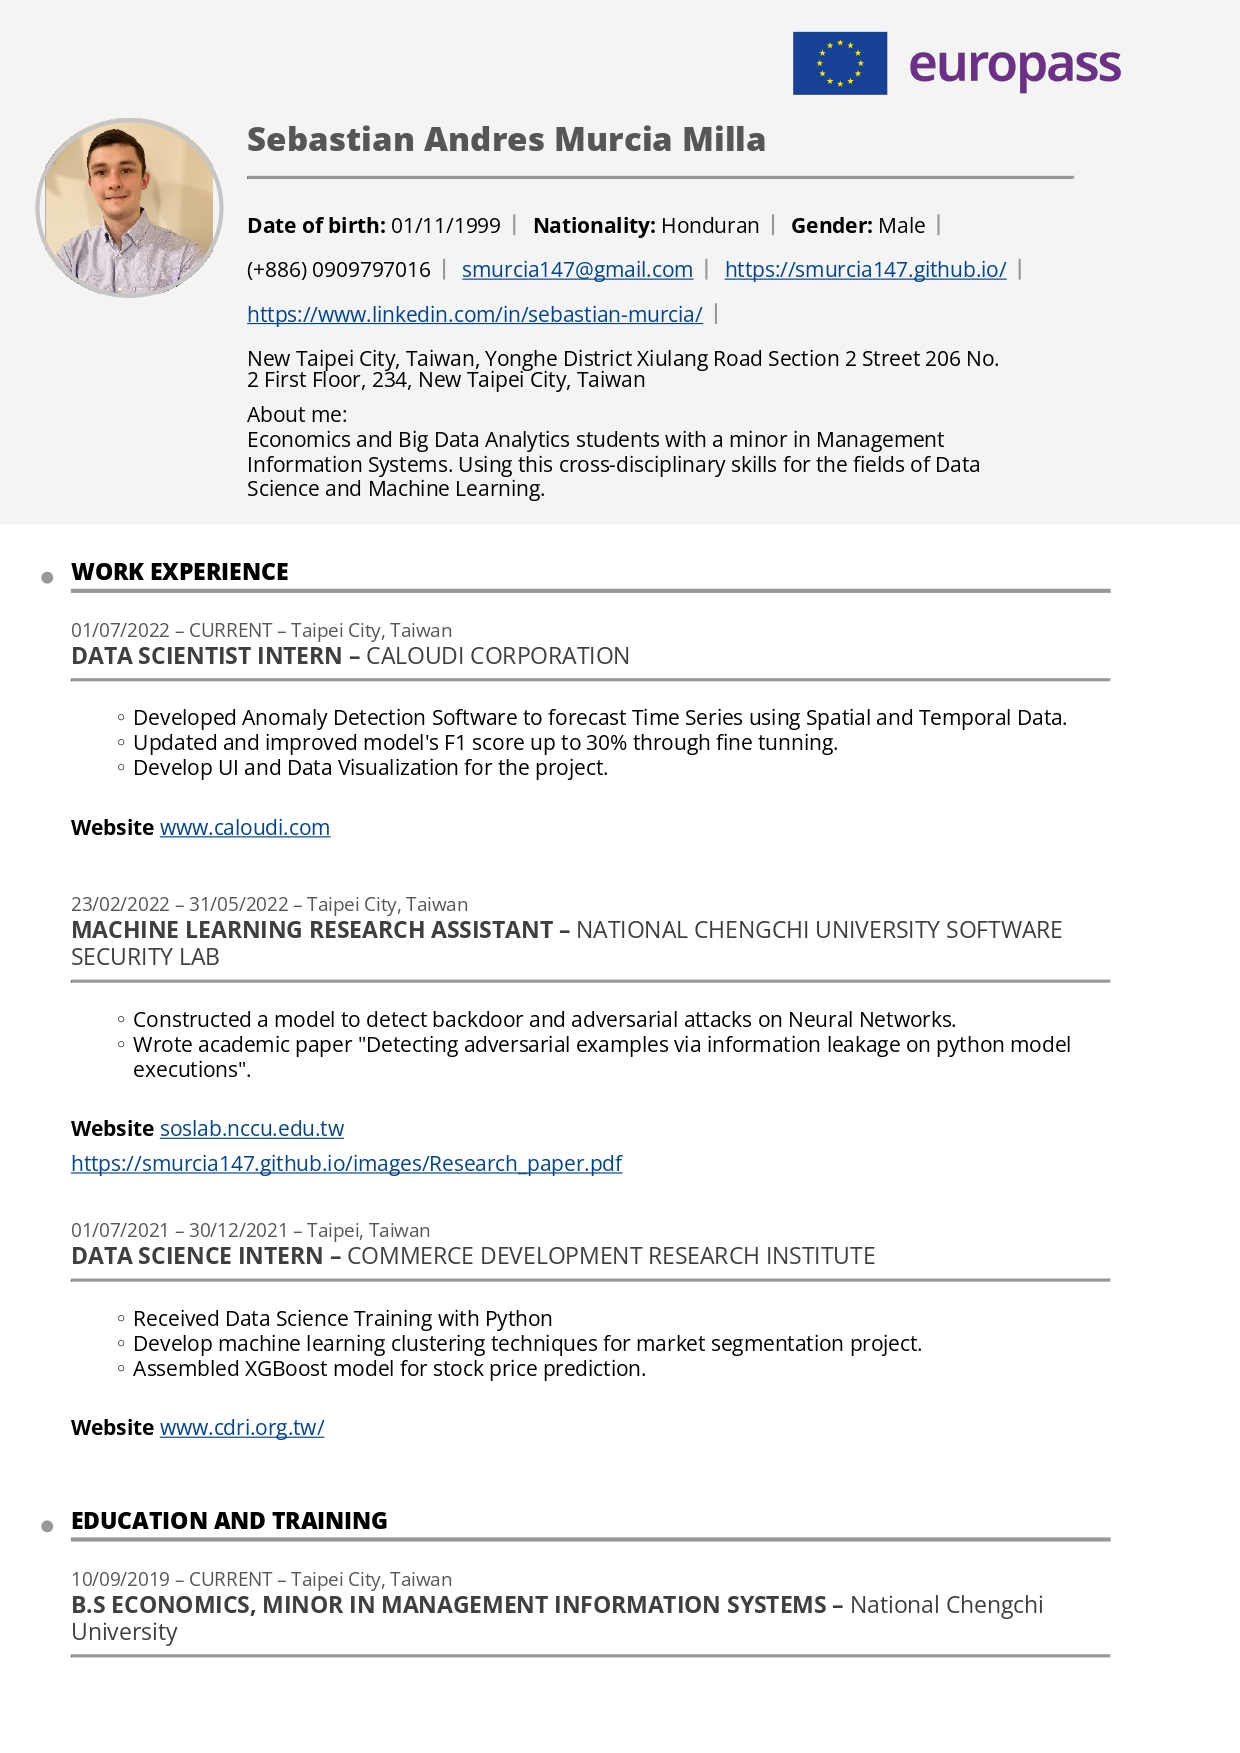 europass
Sebastian Andres Murcia Milla
Date of birth: 01/11/1999 | Nationality: Honduran | Gender: Male |
(+886) 0909797016 | smurcia147@gmail.com | https://smurcia147.github.io/ |
https://www.linkedin.com/in/sebastian-murcia/ |
New Taipei City, Taiwan, Yonghe District Xiulang Road Section 2 Street 206 No.
2 First Floor, 234, New Taipei City, Taiwan
About me:
Economics and Big Data Analytics students with a minor in Management
Information Systems. Using this cross-disciplinary skills for the fields of Data
Science and Machine Learning.
WORK EXPERIENCE
01/07/2022 – CURRENT – Taipei City, Taiwan
DATA SCIENTIST INTERN – CALOUDI CORPORATION
◦ Developed Anomaly Detection Software to forecast Time Series using Spatial and Temporal Data.
◦ Updated and improved model's F1 score up to 30% through fine tunning.
◦ Develop UI and Data Visualization for the project.
Website www.caloudi.com
23/02/2022 – 31/05/2022 – Taipei City, Taiwan
MACHINE LEARNING RESEARCH ASSISTANT – NATIONAL CHENGCHI UNIVERSITY SOFTWARE
SECURITY LAB
◦ Constructed a model to detect backdoor and adversarial attacks on Neural Networks.
◦ Wrote academic paper "Detecting adversarial examples via information leakage on python model
executions".
Website soslab.nccu.edu.tw
https://smurcia147.github.io/images/Research_paper.pdf
01/07/2021 – 30/12/2021 – Taipei, Taiwan
DATA SCIENCE INTERN – COMMERCE DEVELOPMENT RESEARCH INSTITUTE
◦ Received Data Science Training with Python
◦ Develop machine learning clustering techniques for market segmentation project.
◦ Assembled XGBoost model for stock price prediction.
Website www.cdri.org.tw/
EDUCATION AND TRAINING
10/09/2019 – CURRENT – Taipei City, Taiwan
B.S ECONOMICS, MINOR IN MANAGEMENT INFORMATION SYSTEMS – National Chengchi
University